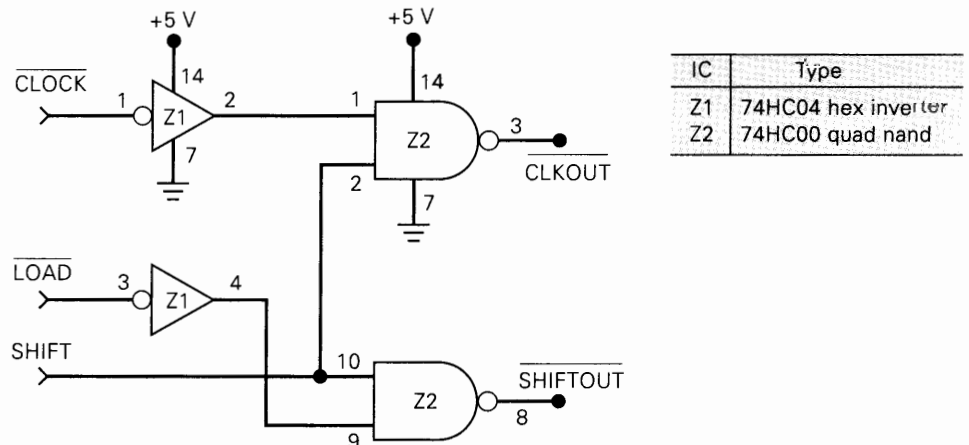 +5 V
+5 V
CLOCK
14
14
1
Z1
2
1
Z2
3
7
2
CLKOUT
7
LOAD
3
Z1
4
SHIFT
10
Z2
SHIFTOUT
8
9
IC Type
Z1 74HC04 hex inverter
Z2 74HC00 quad nand